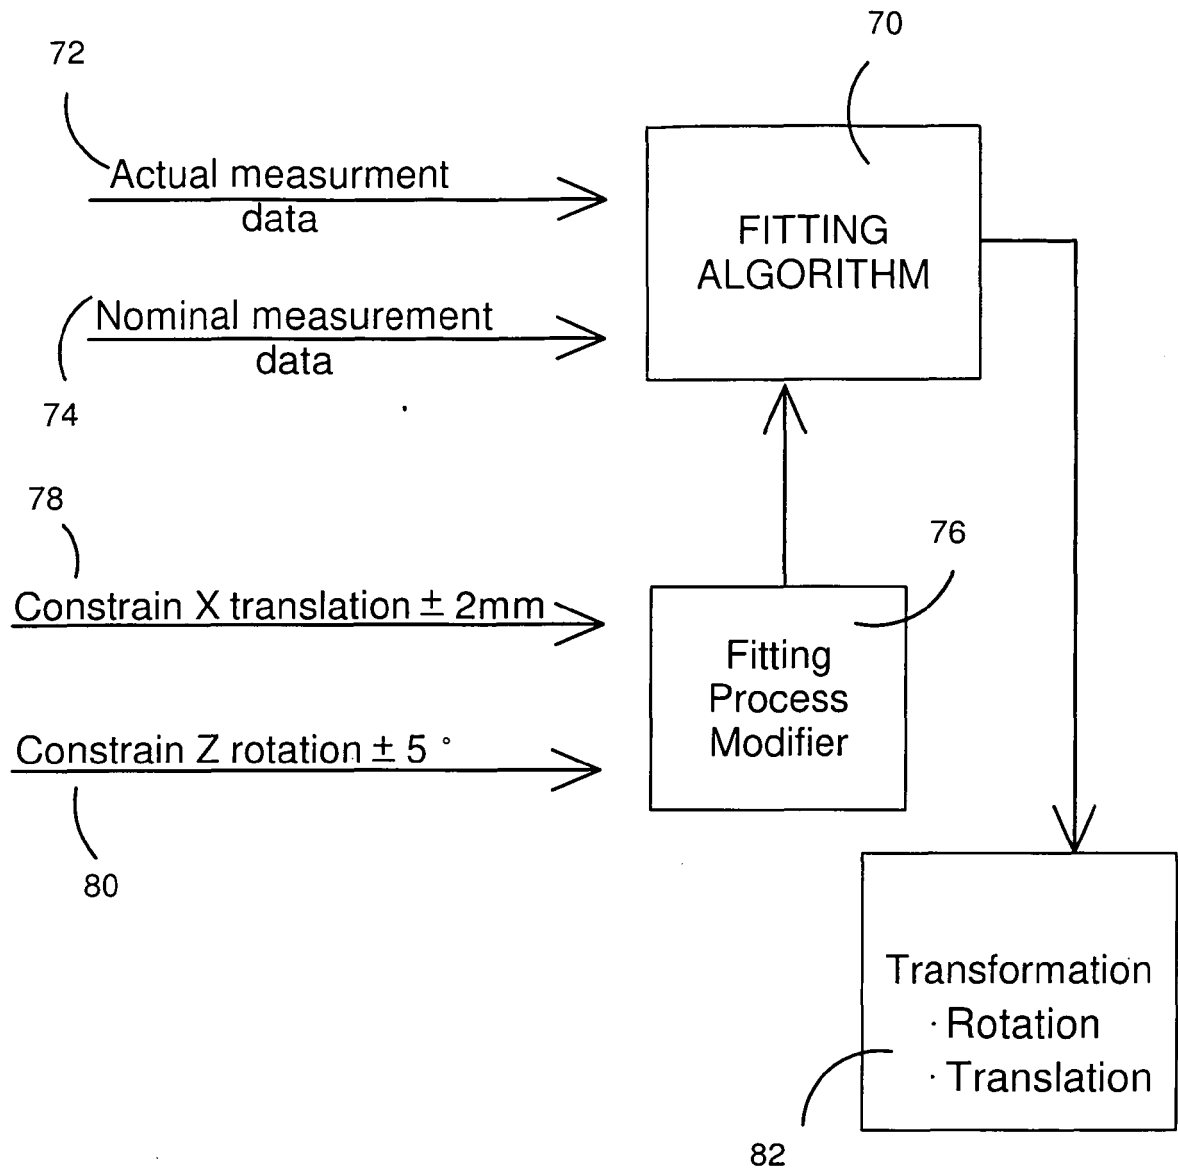 70
72
Actual measurment
data
FITTING
ALGORITHM
Nominal measurement
data
74
78
76
Constrain X translation ± 2mm
Fitting
Process
Modifier
Constrain Z rotation ± 5 °
80
Transformation
· Rotation
· Translation
82